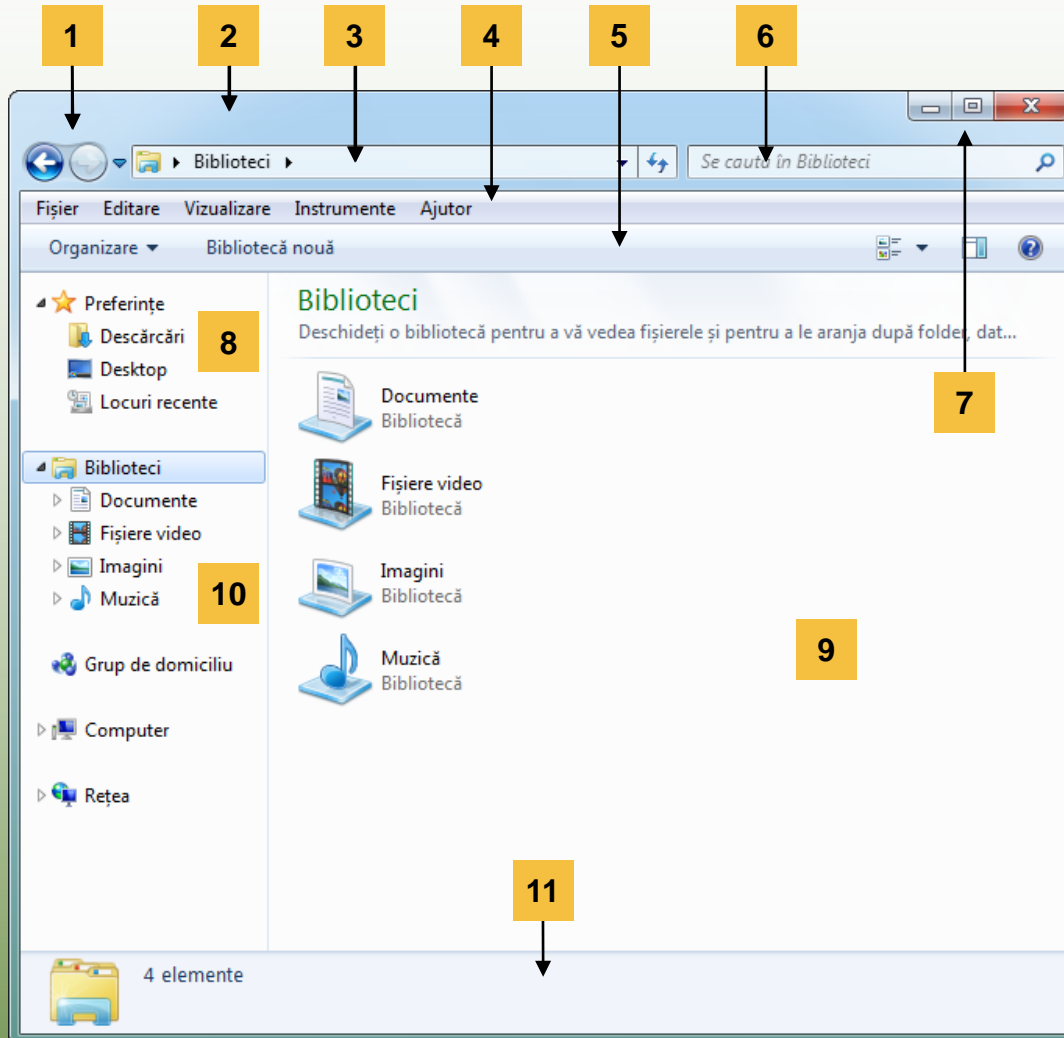 1 2 3 4 5 6
Biblioteci
Se caută în Biblioteci
Fișier Editare Vizualizare Instrumente Ajutor
Organizare Bibliotecă nouă
7
Preferințe
Descărcări
Desktop
Locuri recente
8
Biblioteci
Documente
Fișiere video
Imagini
Muzică
10
Grup de domiciliu
Computer
Rețea
Biblioteci
Deschideți o bibliotecă pentru a vă vedea fișierele și pentru a le aranja după folder, dat...
Documente
Bibliotecă
Fișiere video
Bibliotecă
Imagini
Bibliotecă
Muzică
Bibliotecă
9
11
4 elemente